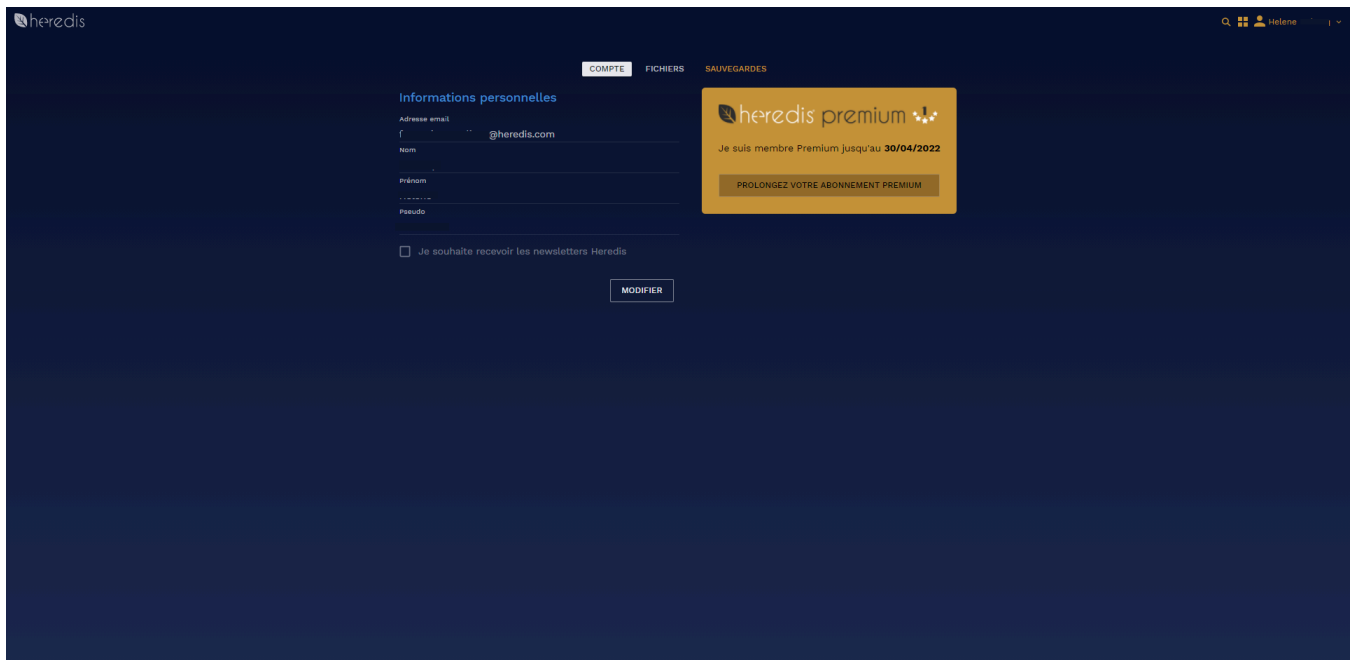 heredis
Helene
COMPTE FICHIERS SAUVEGARDES
Informations personnelles
Adresse email
@heredis.com
Nom
Prénom
Pseudo
Je souhaite recevoir les newsletters Heredis
MODIFIER
heredis premium
Je suis membre Premium jusqu'au 30/04/2022
PROLONGEZ VOTRE ABONNEMENT PREMIUM